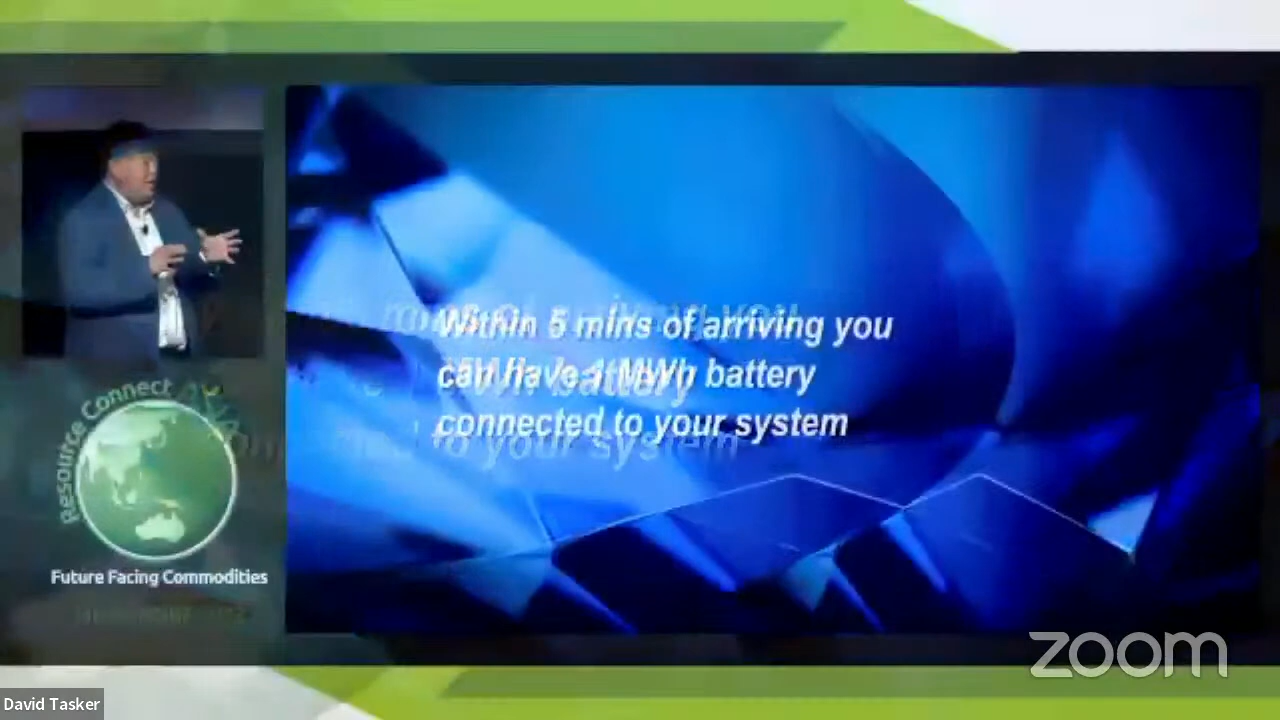 Within 5 mins of arriving you
can have 1 MWh battery
connected to your system
Resource Connect
Future Facing Commodities
zoom
David Tasker